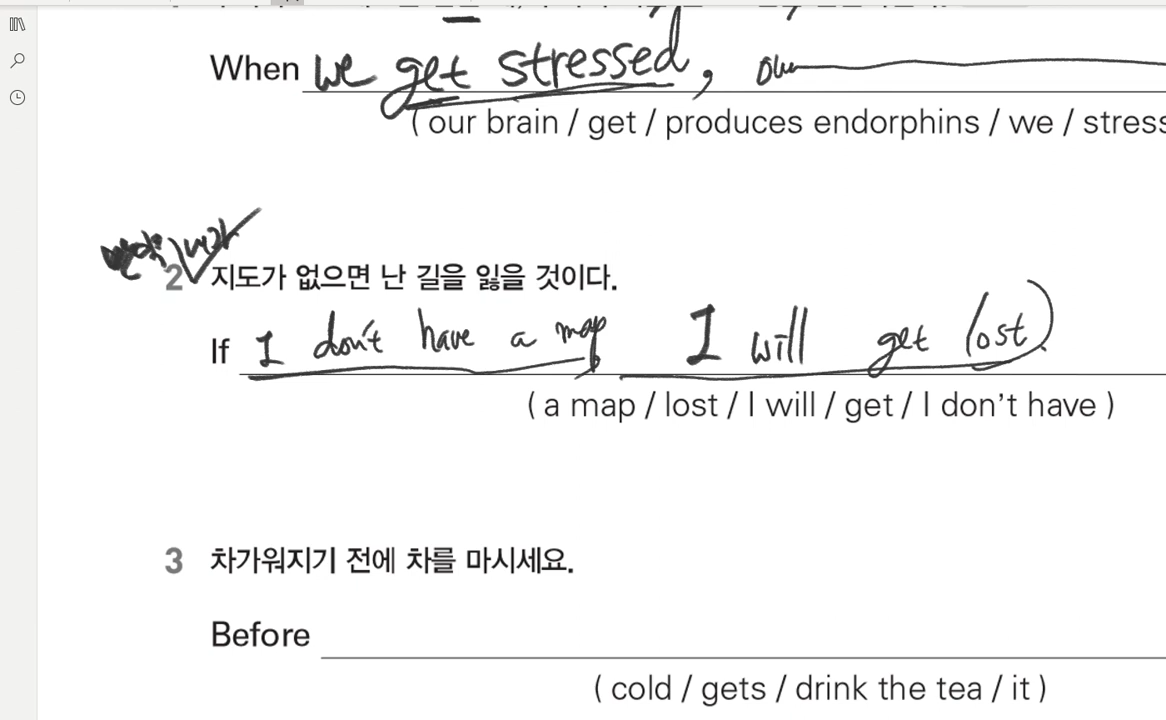 When we get stressed, our
( our brain / get / produces endorphins / we / stress
2 지도가 없으면 난 길을 잃을 것이다.
If I don't have a map I will get lost
( a map / lost / I will / get / I don't have )
3 차가워지기 전에 차를 마시세요.
Before
( cold / gets / drink the tea / it )